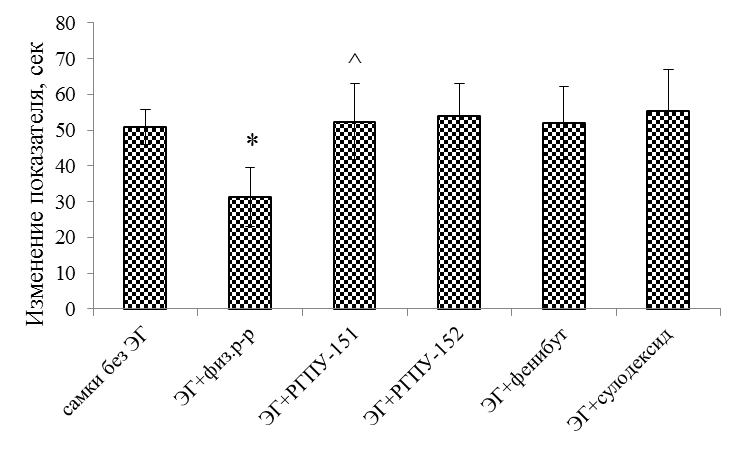 Изменение показателя, сек
80
70
60
50
40
30
20
10
0
*
^
самки без ЭГ
ЭГ+физ.р-р
ЭГ+РГПУ-151
ЭГ+РГПУ-152
ЭГ+фенибут
ЭГ+сулодексид